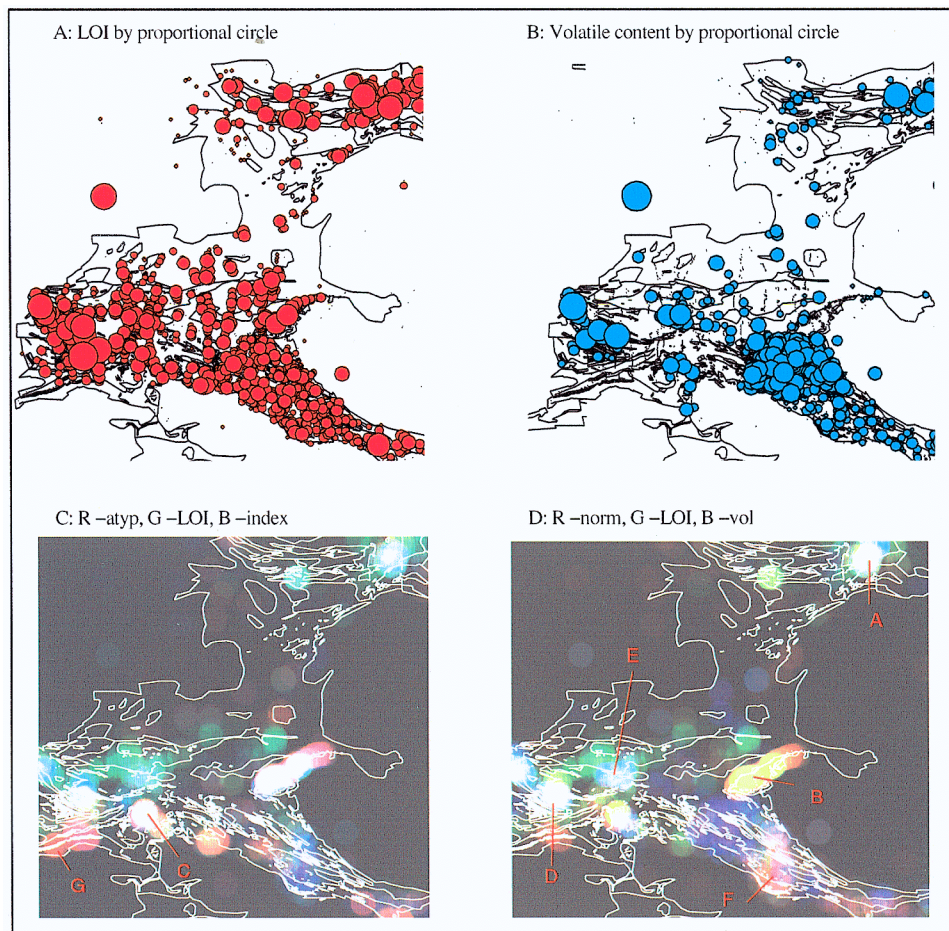 A: LOI by proportional circle
B: Volatile content by proportional circle
C: R –atyp, G –LOI, B –index
D: R –norm, G –LOI, B –vol
A
E
B
D
F
G
C